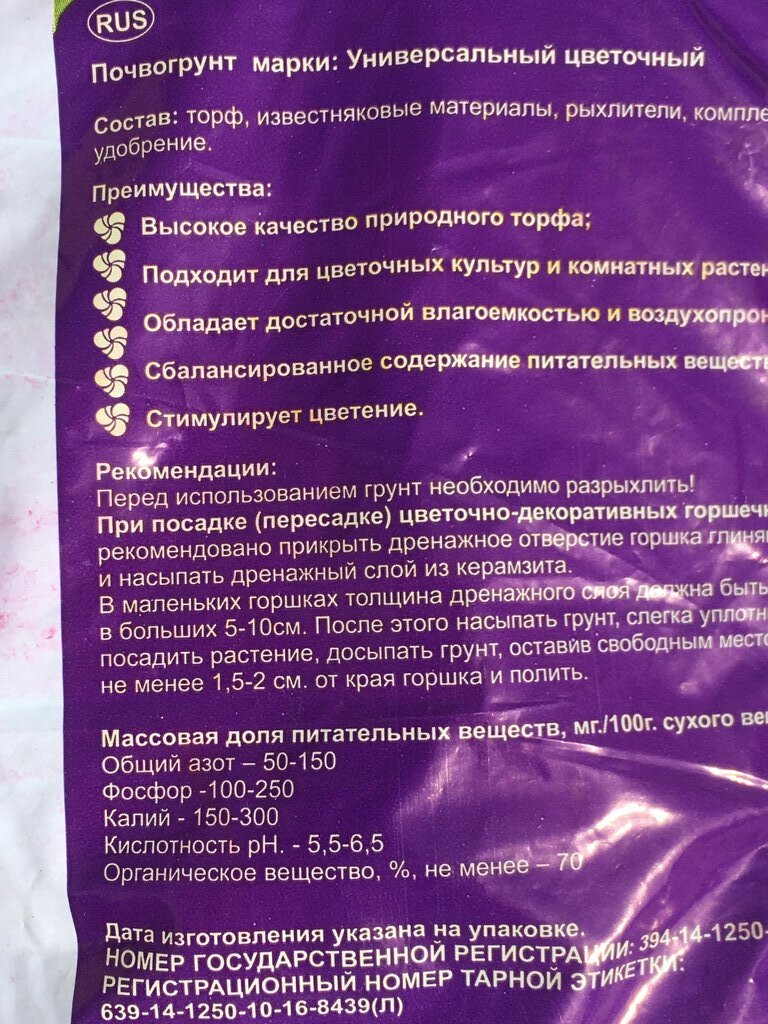 RUS
Почвогрунт марки: Универсальный цветочный
Состав: торф, известняковые материалы, рыхлители, компле
удобрение.
Преимущества:
Высокое качество природного торфа;
Подходит для цветочных культур и комнатных расте
Обладает достаточной влагоемкостью и воздухопрон
Сбалансированное содержание питательных веществ
Стимулирует цветение.
Рекомендации:
Перед использованием грунт необходимо разрыхлить!
При посадке (пересадке) цветочно-декоративных горшечн
рекомендовано прикрыть дренажное отверстие горшка глиня
и насыпать дренажный слой из керамзита.
В маленьких горшках толщина дренажного слоя должна быть
в больших 5-10см. После этого насыпать грунт, слегка уплотн
посадить растение, досыпать грунт, оставив свободным место
не менее 1,5-2 см. от края горшка и полить.
Массовая доля питательных веществ, мг./100г. сухого ве
Общий азот – 50-150
Фосфор -100-250
Калий - 150-300
Кислотность рН. - 5,5-6,5
Органическое вещество, %, не менее – 70
Дата изготовления указана на упаковке.
НОМЕР ГОСУДАРСТВЕННОЙ РЕГИСТРАЦИИ: 394-14-1250-
РЕГИСТРАЦИОННЫЙ НОМЕР ТАРНОЙ ЭТИКЕТКИ:
639-14-1250-10-16-8439(Л)